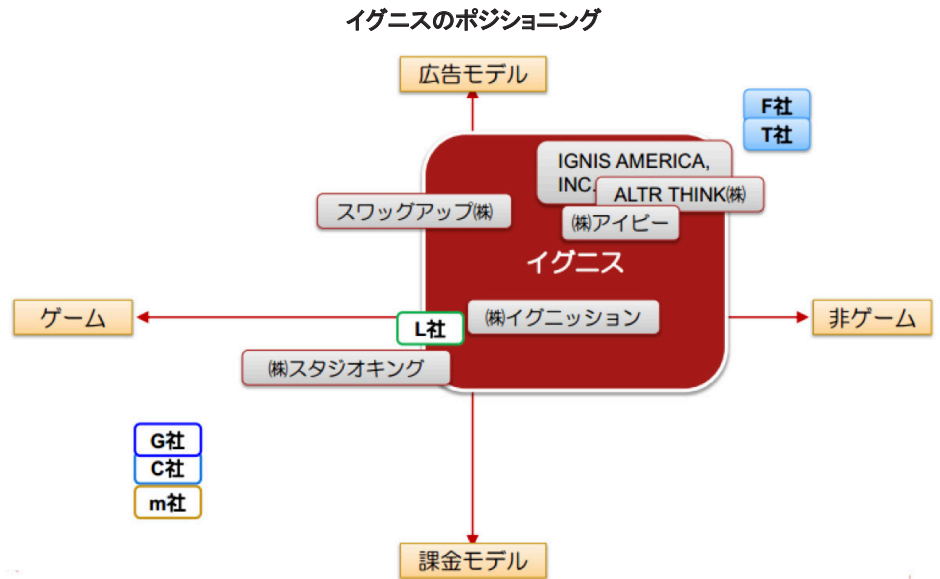 イグニスのポジショニング
広告モデル
F社
T社
IGNIS AMERICA,
INC.
ALTR THINK㈱
スワッグアップ㈱
㈱アイビー
イグニス
ゲーム
L社
㈱イグニッション
非ゲーム
㈱スタジオキング
G社
C社
m社
課金モデル